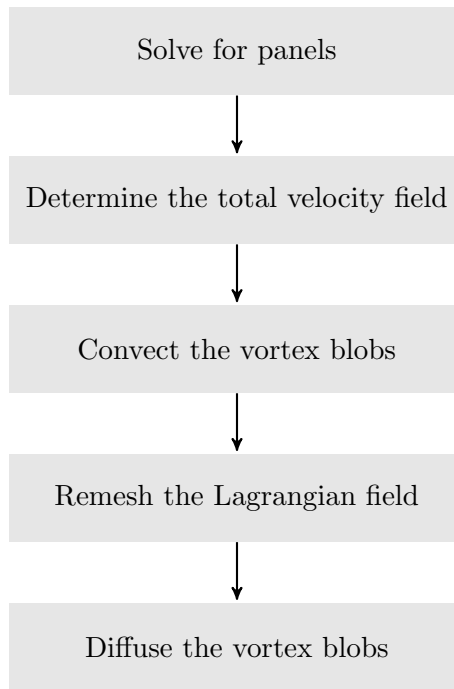 Solve for panels
Determine the total velocity field
Convect the vortex blobs
Remesh the Lagrangian field
Diffuse the vortex blobs